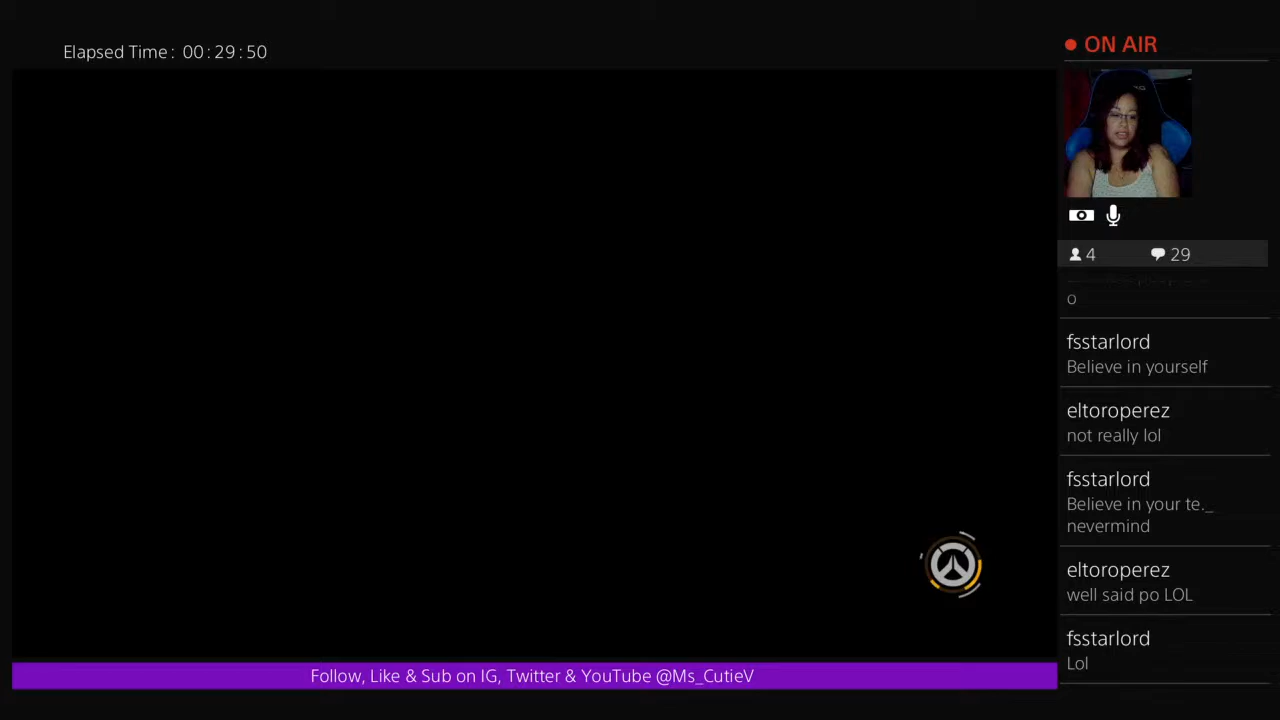 Elapsed Time: 00:29:50
ON AIR
4 29
o
fsstarlord
Believe in yourself
eltoroperez
not really lol
fsstarlord
Believe in your te._
nevermind
eltoroperez
well said po LOL
fsstarlord
Lol
Follow, Like & Sub on IG, Twitter & YouTube @Ms_CutieV